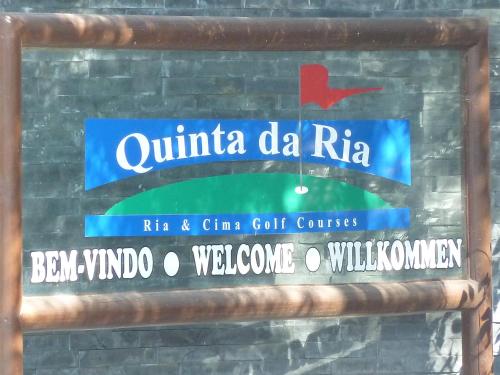 Quinta da Ria
Ria & Cima Golf Courses
BEM-VINDO ● WELCOME ● WILLKOMMEN